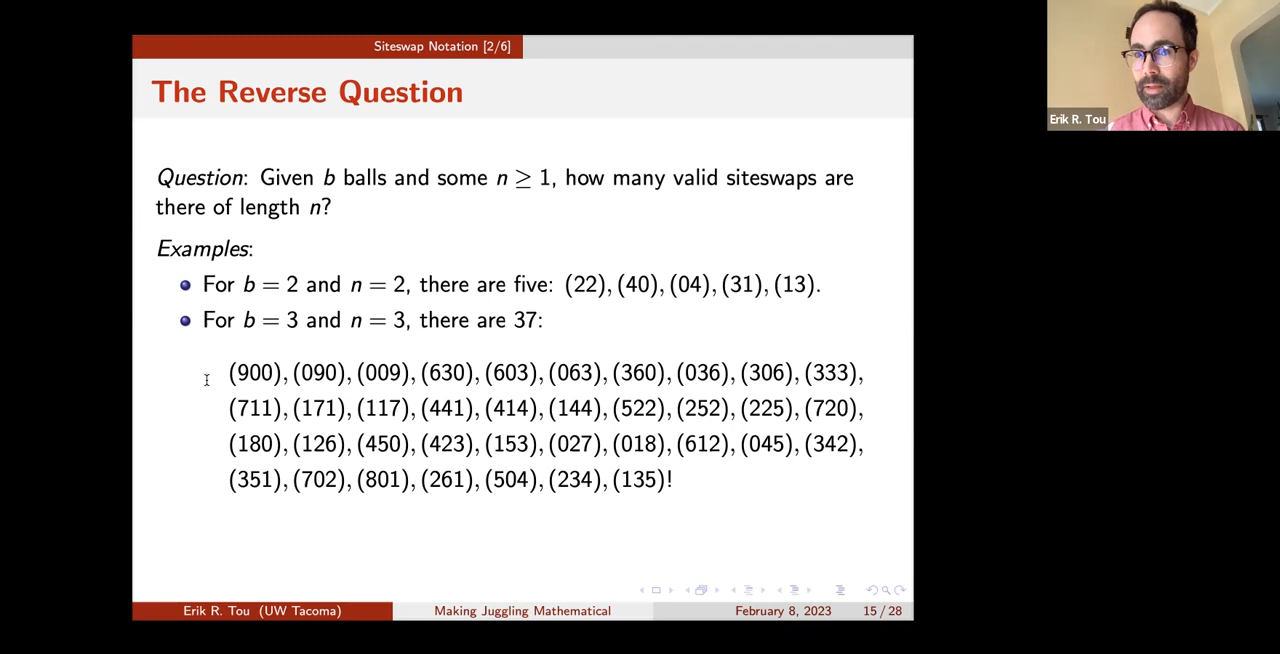 Siteswap Notation [2/6]
The Reverse Question
Question: Given b balls and some n ≥ 1, how many valid siteswaps are
there of length n?
Examples:
For b = 2 and n = 2, there are five: (22), (40), (04), (31), (13).
For b = 3 and n = 3, there are 37:
(900), (090), (009), (630), (603), (063), (360), (036), (306), (333),
(711), (171), (117), (441), (414), (144), (522), (252), (225), (720),
(180), (126), (450), (423), (153), (027), (018), (612), (045), (342),
(351), (702), (801), (261), (504), (234), (135)!
Erik R. Tou (UW Tacoma) Making Juggling Mathematical February 8, 2023 15 / 28
Erik R. Tou